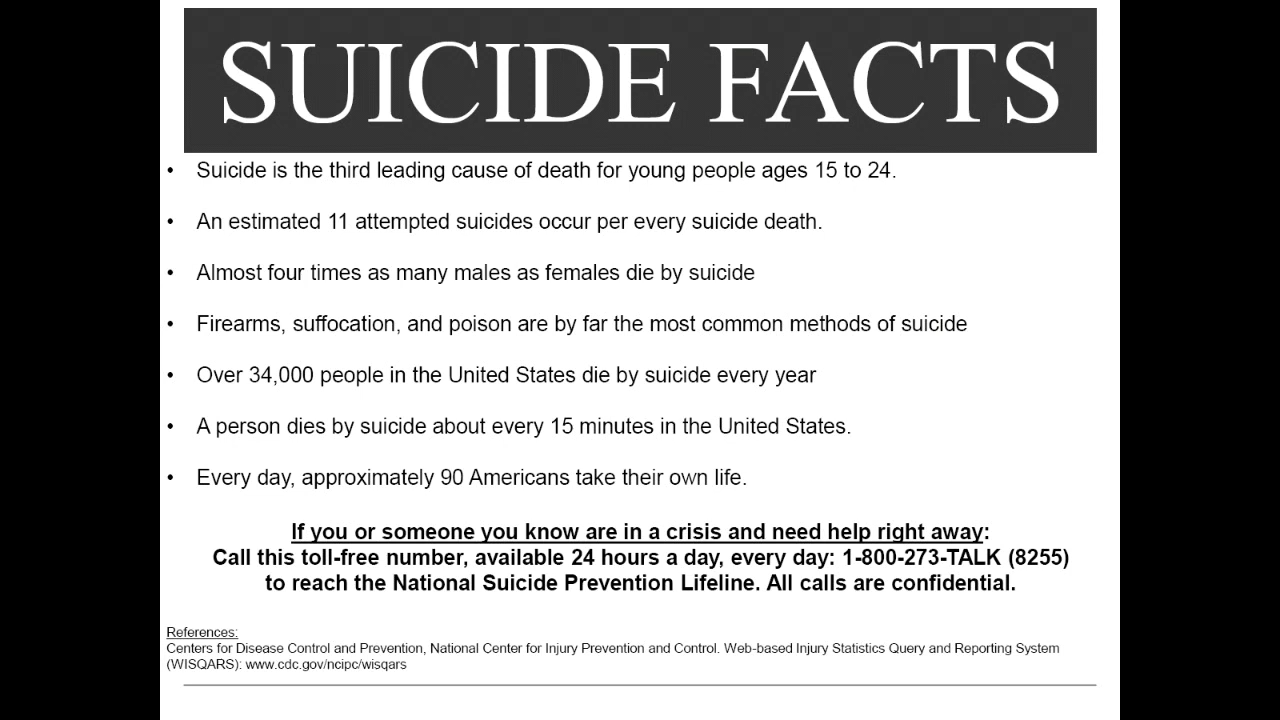 SUICIDE FACTS
• Suicide is the third leading cause of death for young people ages 15 to 24.
• An estimated 11 attempted suicides occur per every suicide death.
• Almost four times as many males as females die by suicide
• Firearms, suffocation, and poison are by far the most common methods of suicide
• Over 34,000 people in the United States die by suicide every year
• A person dies by suicide about every 15 minutes in the United States.
• Every day, approximately 90 Americans take their own life.
If you or someone you know are in a crisis and need help right away:
Call this toll-free number, available 24 hours a day, every day: 1-800-273-TALK (8255)
to reach the National Suicide Prevention Lifeline. All calls are confidential.
References:
Centers for Disease Control and Prevention, National Center for Injury Prevention and Control. Web-based Injury Statistics Query and Reporting System
(WISQARS): www.cdc.gov/ncipc/wisqars